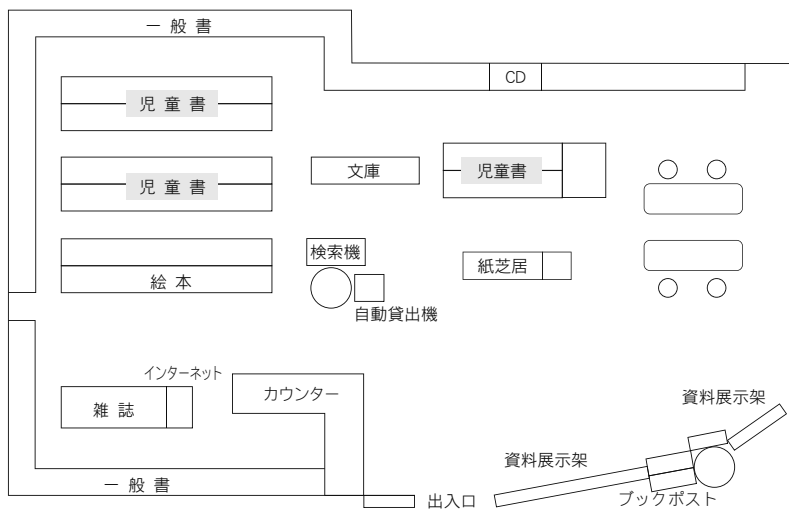 一般書
CD
児童書
児童書
文庫
児童書
検索機
絵本
紙芝居
自動貸出機
インターネット
カウンター
雑誌
資料展示架
資料展示架
一般書
出入口
ブックポスト